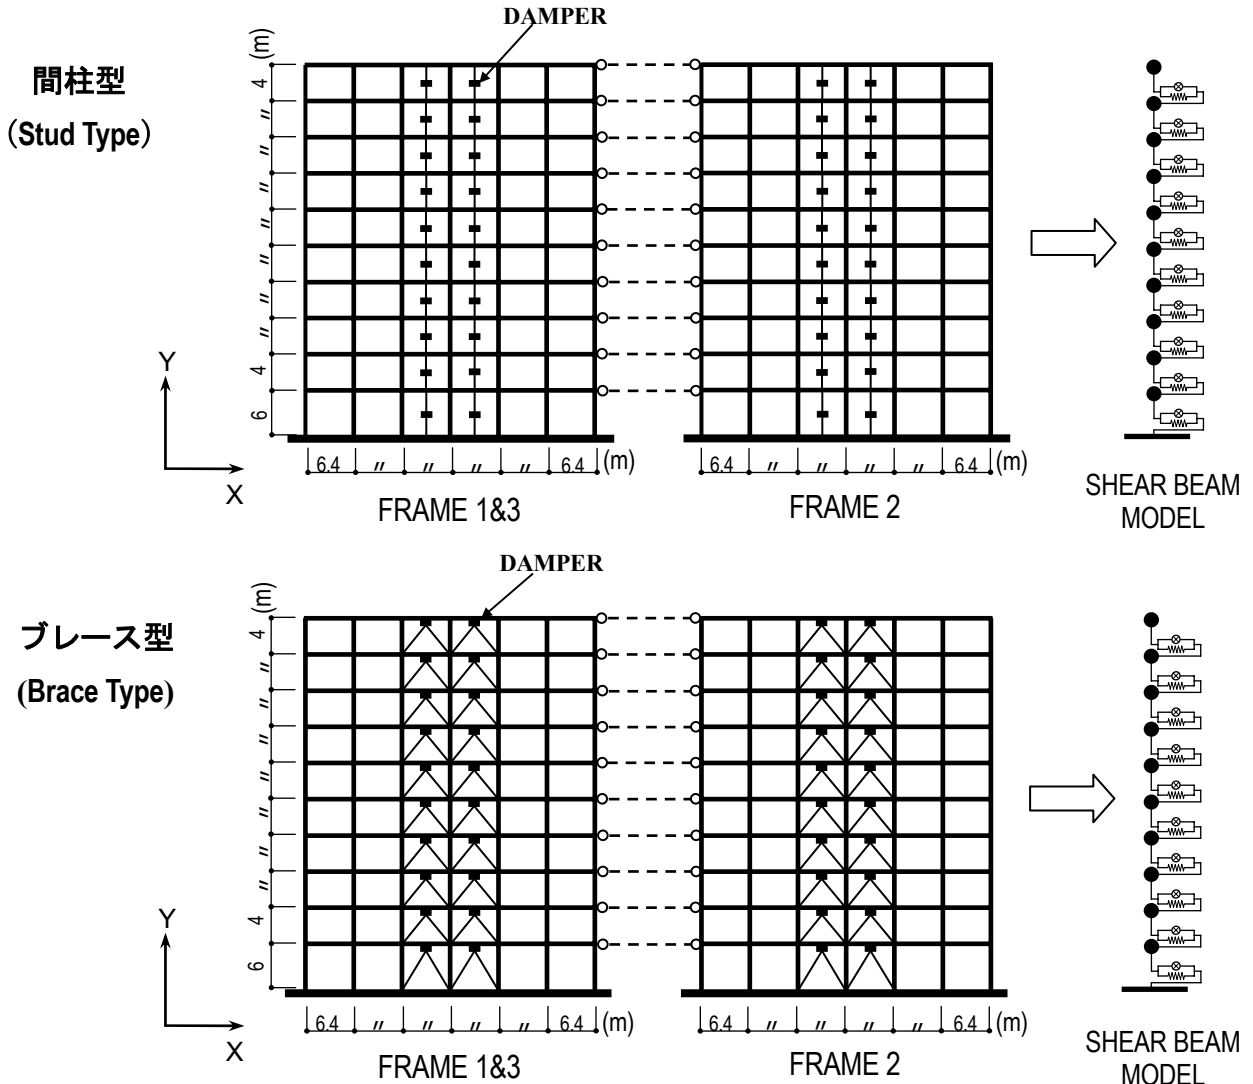 DAMPER
間柱型
(m)
4
〃
（Stud Type）
〃
〃
〃
〃
〃
〃
4
6
Y
X
6.4 〃 〃 〃 〃 6.4 (m)
6.4 〃 〃 〃 〃 6.4 (m)
FRAME 1&3
FRAME 2
SHEAR BEAM
MODEL
DAMPER
ブレース型
(m)
4
〃
(Brace Type)
〃
〃
〃
〃
〃
〃
4
6
Y
X
6.4 〃 〃 〃 〃 6.4 (m)
6.4 〃 〃 〃 〃 6.4 (m)
FRAME 1&3
FRAME 2
SHEAR BEAM
MODEL